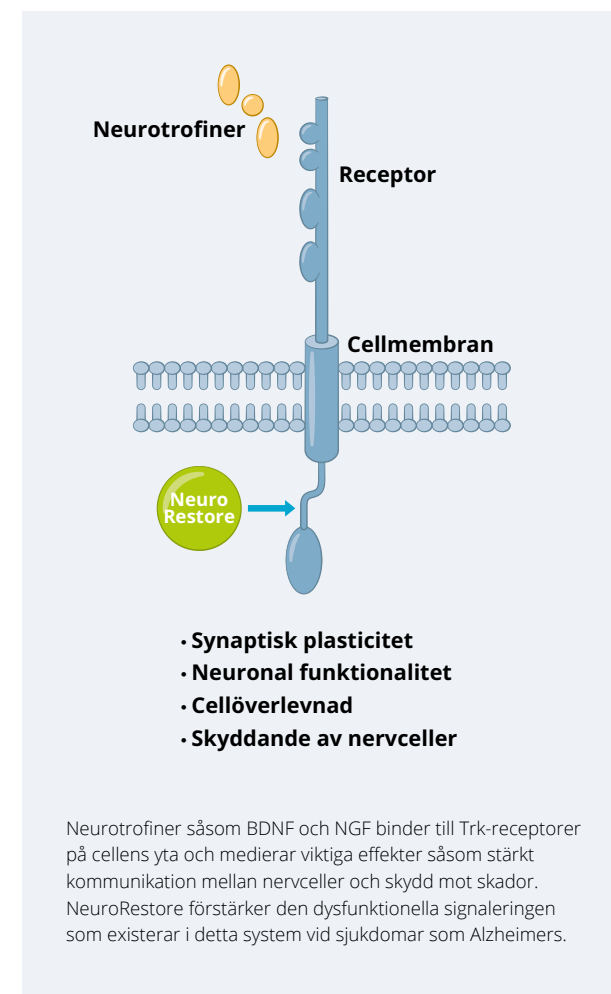 Neurotrofiner
Receptor
Cellmembran
Neuro
Restore
• Synaptisk plasticitet
• Neuronal funktionalitet
• Cellöverlevnad
• Skyddande av nervceller
Neurotrofiner såsom BDNF och NGF binder till Trk-receptorer
på cellens yta och medierar viktiga effekter såsom stärkt
kommunikation mellan nervceller och skydd mot skador.
NeuroRestore förstärker den dysfunktionella signaleringen
som existerar i detta system vid sjukdomar som Alzheimers.